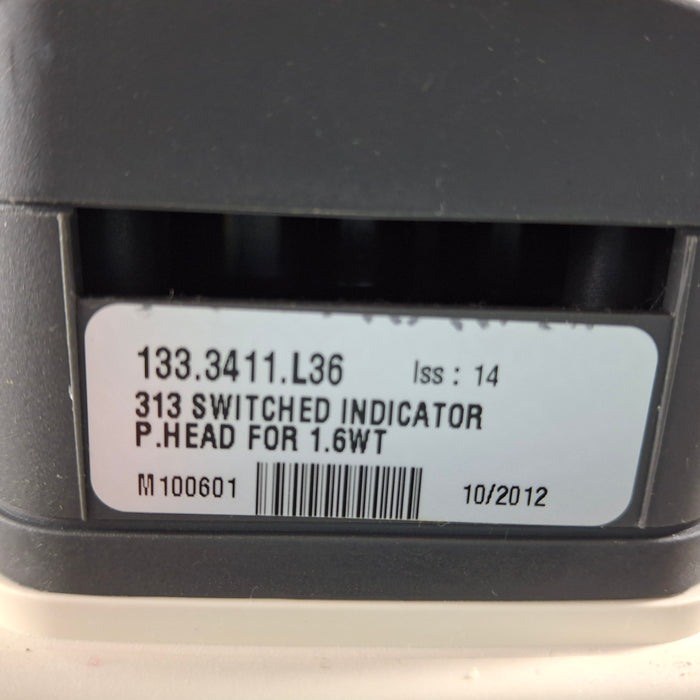 133.3411.L36 Iss : 14
313 SWITCHED INDICATOR
P.HEAD FOR 1.6WT
M100601 10/2012